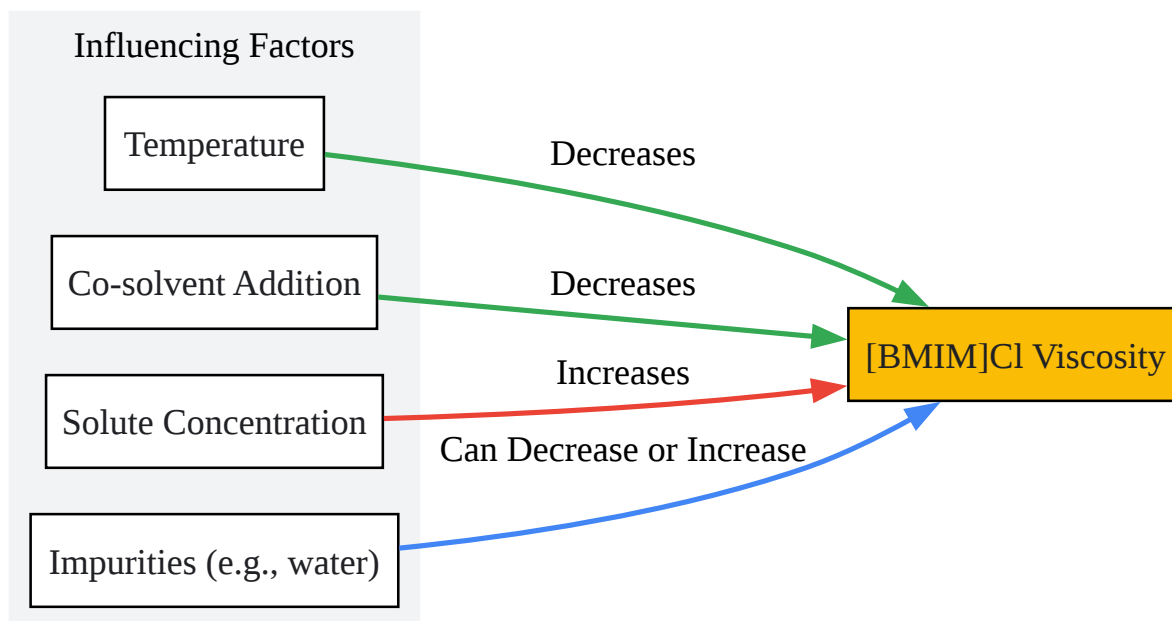 Influencing Factors
Temperature
Decreases
Co-solvent Addition
Decreases
[BMIM]Cl Viscosity
Increases
Solute Concentration
Can Decrease or Increase
Impurities (e.g., water)